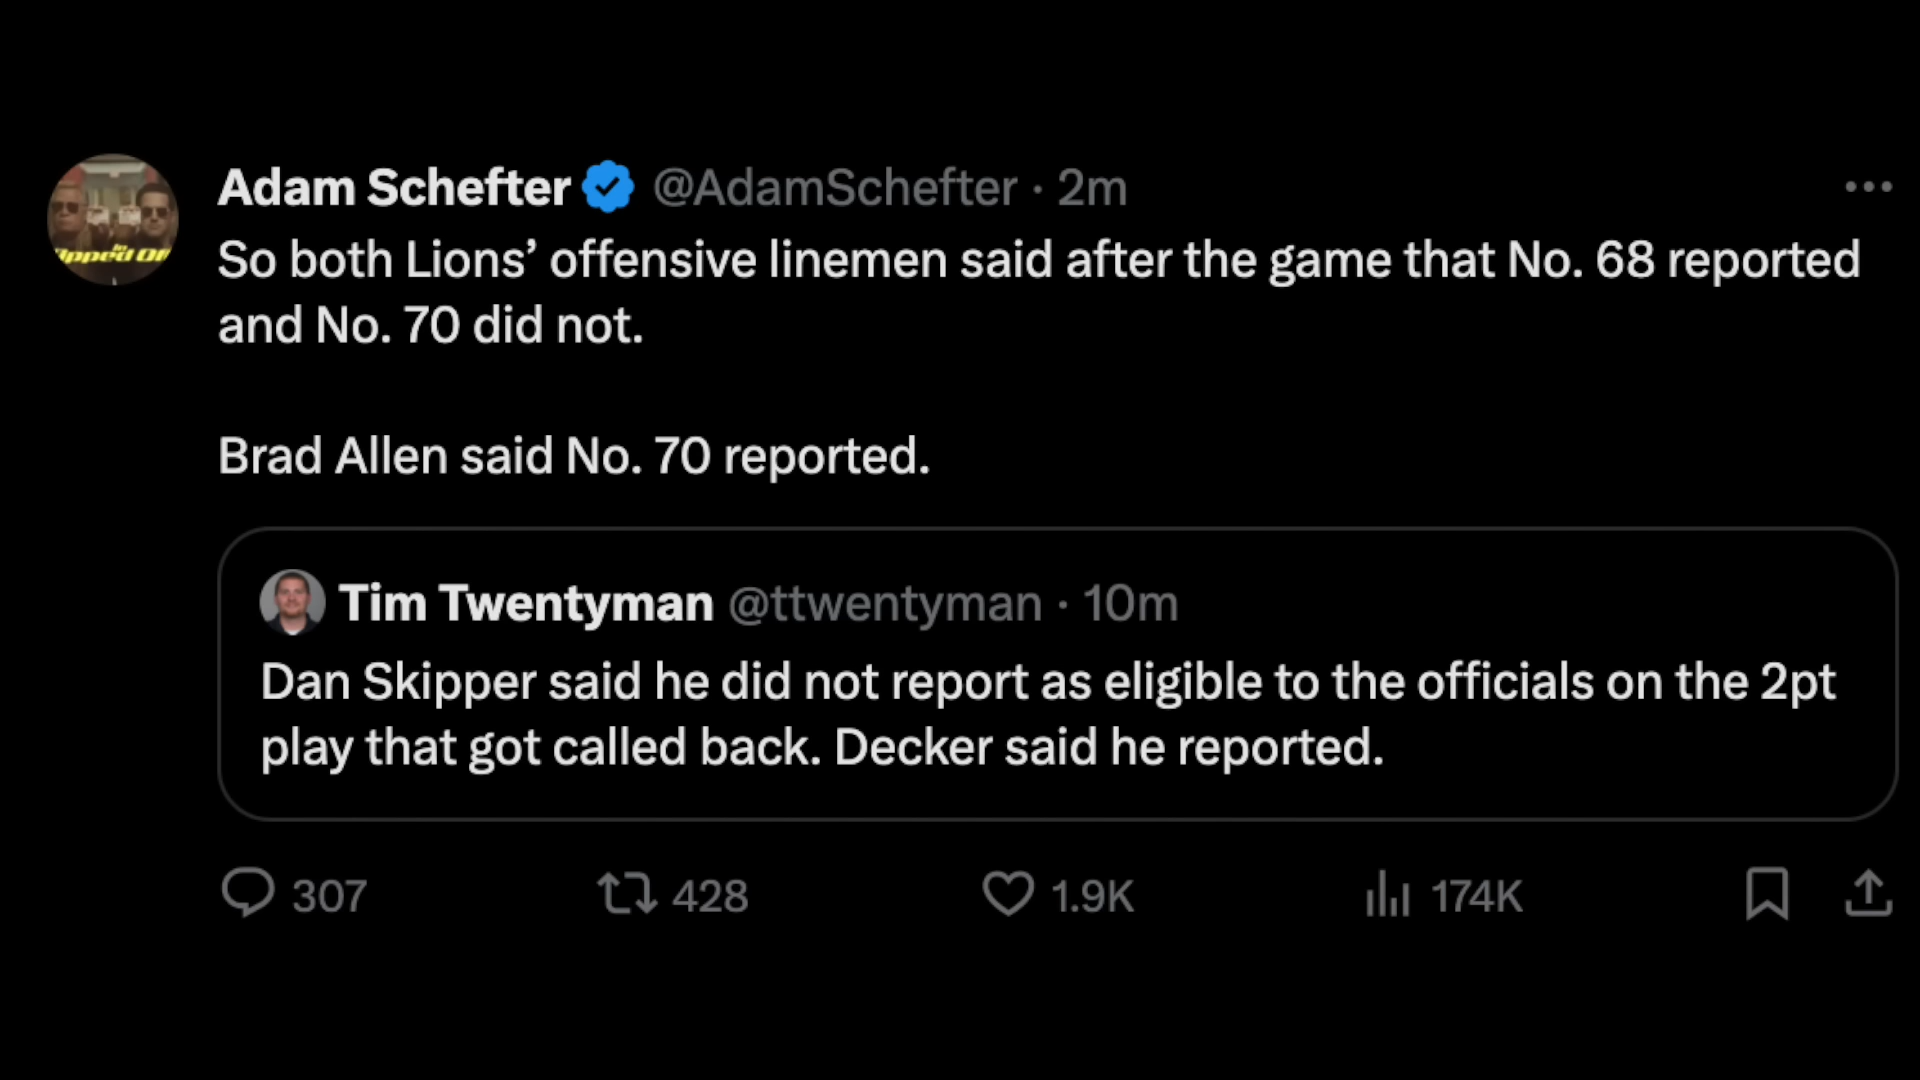 Adam Schefter @AdamSchefter · 2m
So both Lions’ offensive linemen said after the game that No. 68 reported
and No. 70 did not.
Brad Allen said No. 70 reported.
Tim Twentyman @ttwentyman · 10m
Dan Skipper said he did not report as eligible to the officials on the 2pt
play that got called back. Decker said he reported.
307 428 1.9K 174K